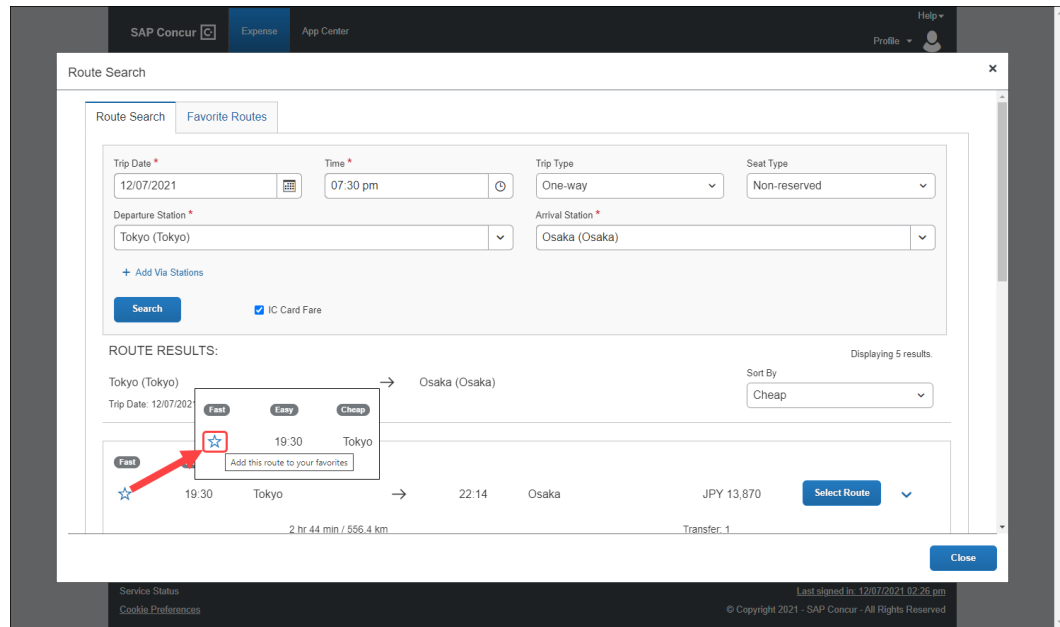 Help
SAP Concur C
Expense
App Center
Profile
Route Search
×
Route Search
Favorite Routes
Trip Date *
Time *
Trip Type
Seat Type
12/07/2021
07:30 pm
One-way
Non-reserved
Departure Station *
Arrival Station *
Tokyo (Tokyo)
Osaka (Osaka)
+ Add Via Stations
Search
IC Card Fare
ROUTE RESULTS:
Displaying 5 results.
Tokyo (Tokyo) → Osaka (Osaka)
Sort By
Cheap
Trip Date: 12/07/202
Fast Easy Cheap
19:30 Tokyo
Add this route to your favorites
Fast
19:30 Tokyo → 22:14 Osaka JPY 13,870
Select Route
2 hr 44 min / 556.4 km Transfer: 1
Close
Service Status
Last signed in: 12/07/2021 02:26 pm
Cookie Preferences
© Copyright 2021 - SAP Concur - All Rights Reserved